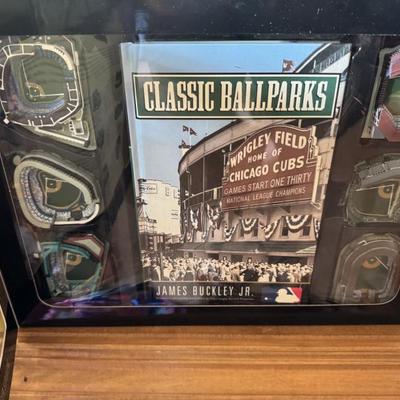 CLASSIC BALLPARKS
WRIGLEY FIELD
HOME OF
CHICAGO CUBS
GAMES START ONE THIRTY
NATIONAL LEAGUE CHAMPIONS
JAMES BUCKLEY JR.